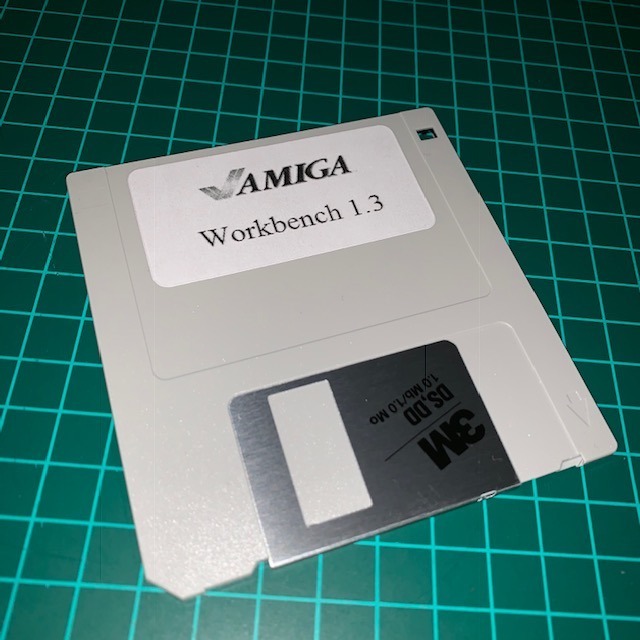 AMIGA
Workbench 1.3
3M
DS, DD
1.0 Mb/1.0 Mo